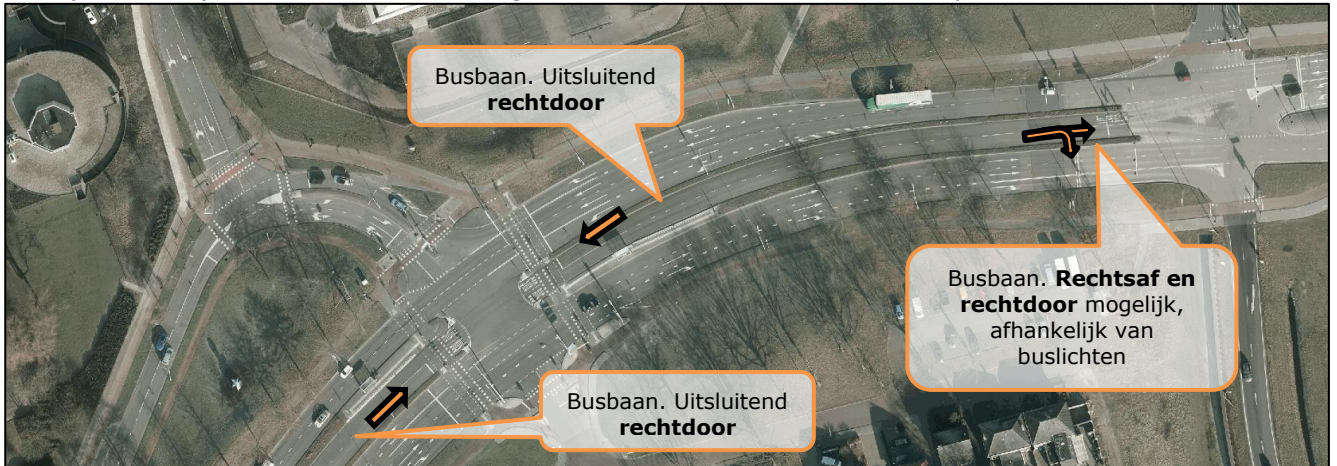 Busbaan. Uitsluitend
rechtdoor
Busbaan. Rechtsaf en
rechtdoor mogelijk,
afhankelijk van
buslichten
Busbaan. Uitsluitend
rechtdoor